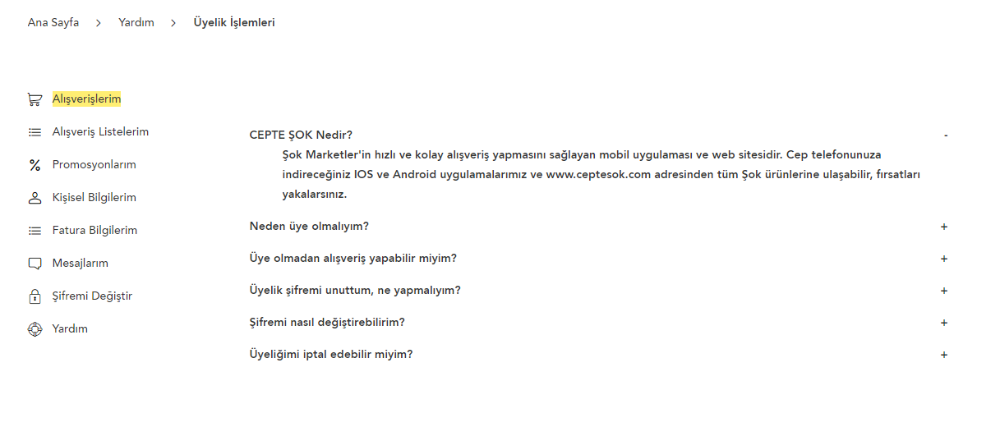 Ana Sayfa > Yardım > Üyelik İşlemleri
Alışverişlerim
Alışveriş Listelerim
Promosyonlarım
Kişisel Bilgilerim
Fatura Bilgilerim
Mesajlarım
Şifremi Değiştir
Yardım
CEPTE ŞOK Nedir? -
Şok Marketler'in hızlı ve kolay alışveriş yapmasını sağlayan mobil uygulaması ve web sitesidir. Cep telefonunuza
indireceğiniz IOS ve Android uygulamalarımız ve www.ceptesok.com adresinden tüm Şok ürünlerine ulaşabilir, fırsatları
yakalarsınız.
Neden üye olmalıyım? +
Üye olmadan alışveriş yapabilir miyim? +
Üyelik şifremi unuttum, ne yapmalıyım? +
Şifremi nasıl değiştirebilirim? +
Üyeliğimi iptal edebilir miyim? +